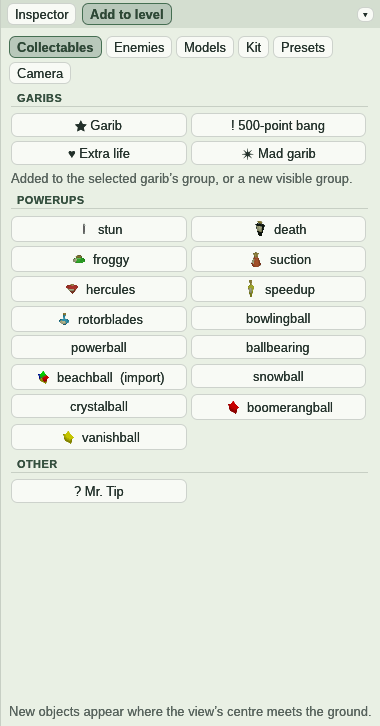 Inspector Add to level
Collectables Enemies Models Kit Presets
Camera
GARIBS
★ Garib ! 500-point bang
♥ Extra life ✷ Mad garib
Added to the selected garib's group, or a new visible group.
POWERUPS
stun death
froggy suction
hercules speedup
rotorblades bowlingball
powerball ballbearing
beachball (import) snowball
crystalball boomerangball
vanishball
OTHER
? Mr. Tip
New objects appear where the view's centre meets the ground.